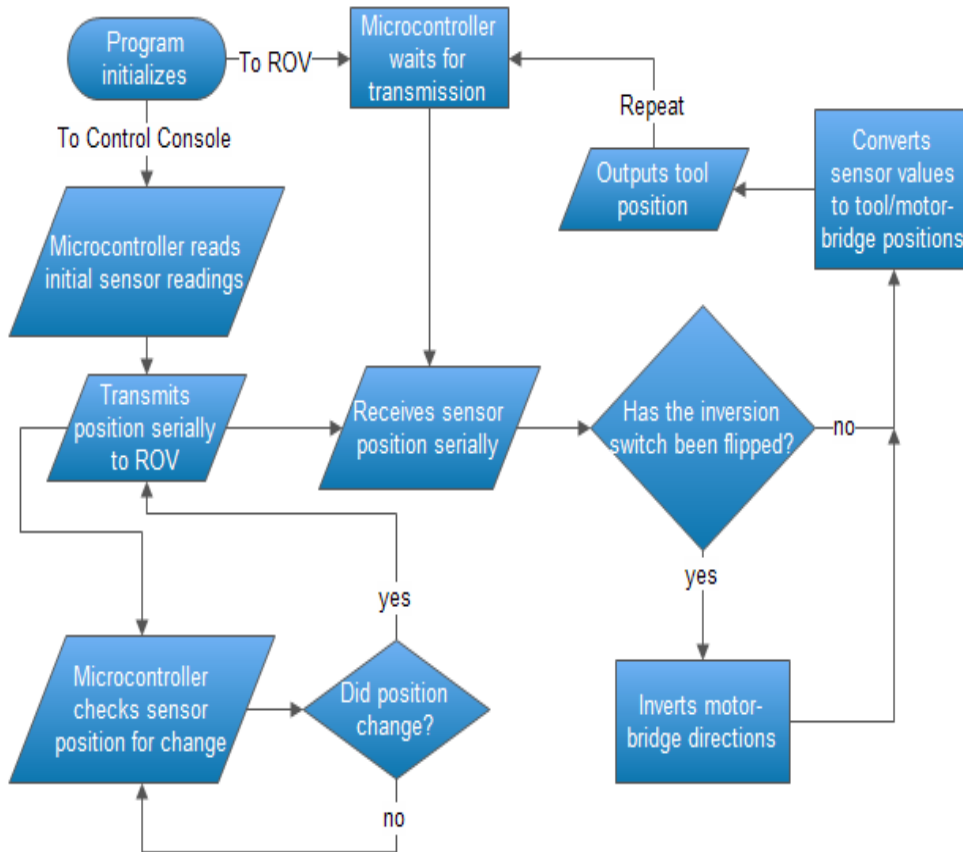 Program
initializes
To ROV
Microcontroller
waits for
transmission
Repeat
To Control Console
Outputs tool
position
Converts
sensor values
to tool/motor-
bridge positions
Microcontroller reads
initial sensor readings
Transmits
position serially
to ROV
Receives sensor
position serially
Has the inversion
switch been flipped?
no
yes
yes
Microcontroller
checks sensor
position for change
Did position
change?
Inverts motor-
bridge directions
no